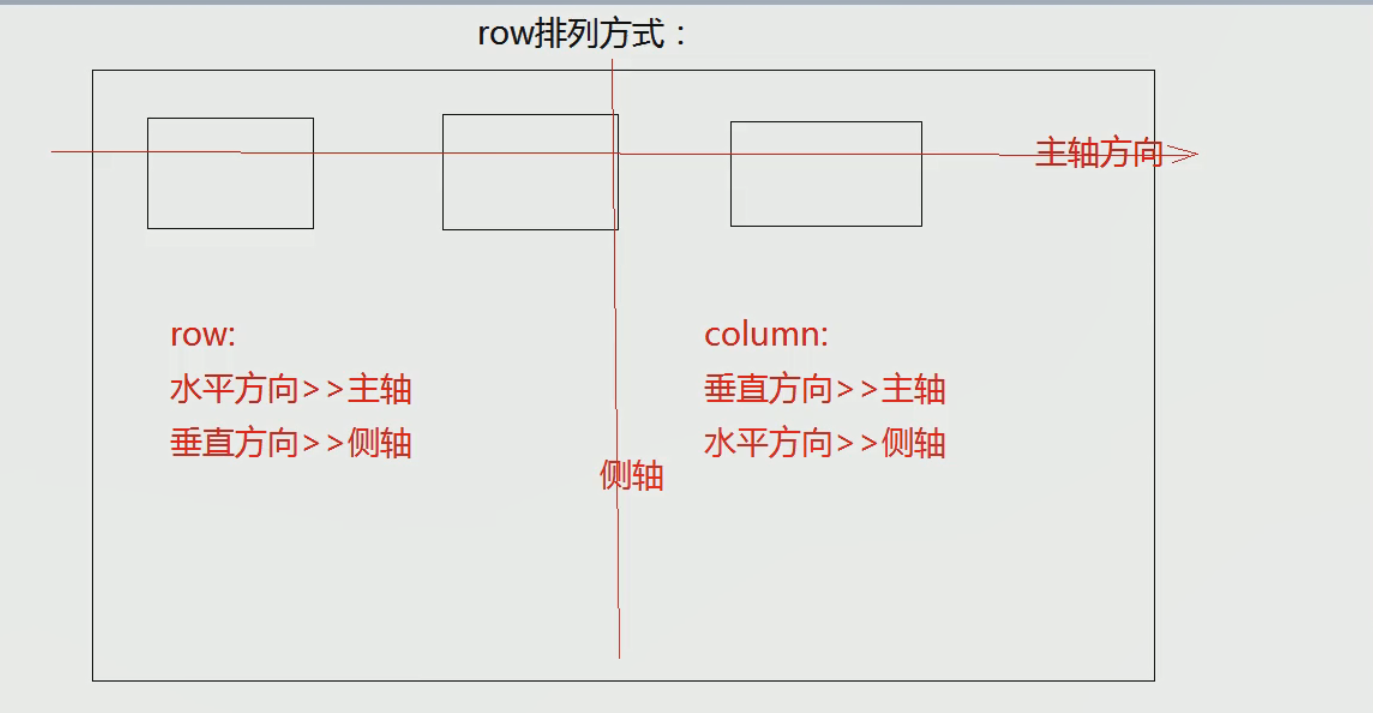 row排列方式：
主轴方向
row:
水平方向>>主轴
垂直方向>>侧轴
column:
垂直方向>>主轴
水平方向>>侧轴
侧轴